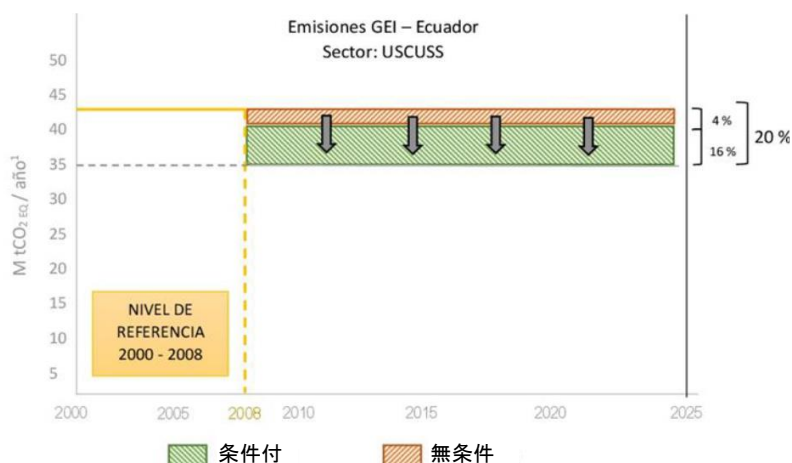 Emisiones GEI – Ecuador
Sector: USCUSS
M tCO₂ EQ / año¹
50
45
40
35
30
25
20
15
10
5
4 %
16 %
20 %
NIVEL DE
REFERENCIA
2000 - 2008
2000 2005 2008 2010 2015 2020 2025
条件付 無条件